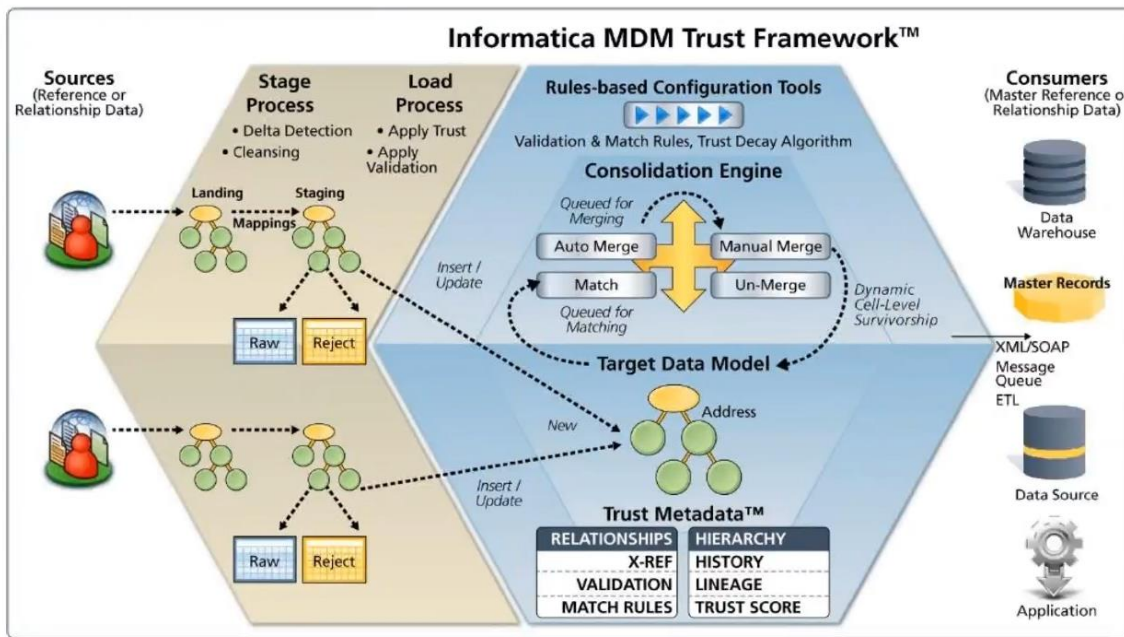 Informatica MDM Trust Framework™
Sources
(Reference or
Relationship Data)
Stage
Process
• Delta Detection
• Cleansing
Load
Process
• Apply Trust
• Apply
Validation
Landing
Mappings
Staging
Raw
Reject
Raw
Reject
Insert /
Update
New
Insert /
Update
Rules-based Configuration Tools
Validation & Match Rules, Trust Decay Algorithm
Consolidation Engine
Queued for
Merging
Auto Merge
Manual Merge
Match
Un-Merge
Queued for
Matching
Dynamic
Cell-Level
Survivorship
Target Data Model
Address
Trust Metadata™
RELATIONSHIPS
X-REF
VALIDATION
MATCH RULES
HIERARCHY
HISTORY
LINEAGE
TRUST SCORE
Consumers
(Master Reference o
Relationship Data)
Data
Warehouse
Master Records
XML/SOAP
Message
Queue
ETL
Data Source
Application